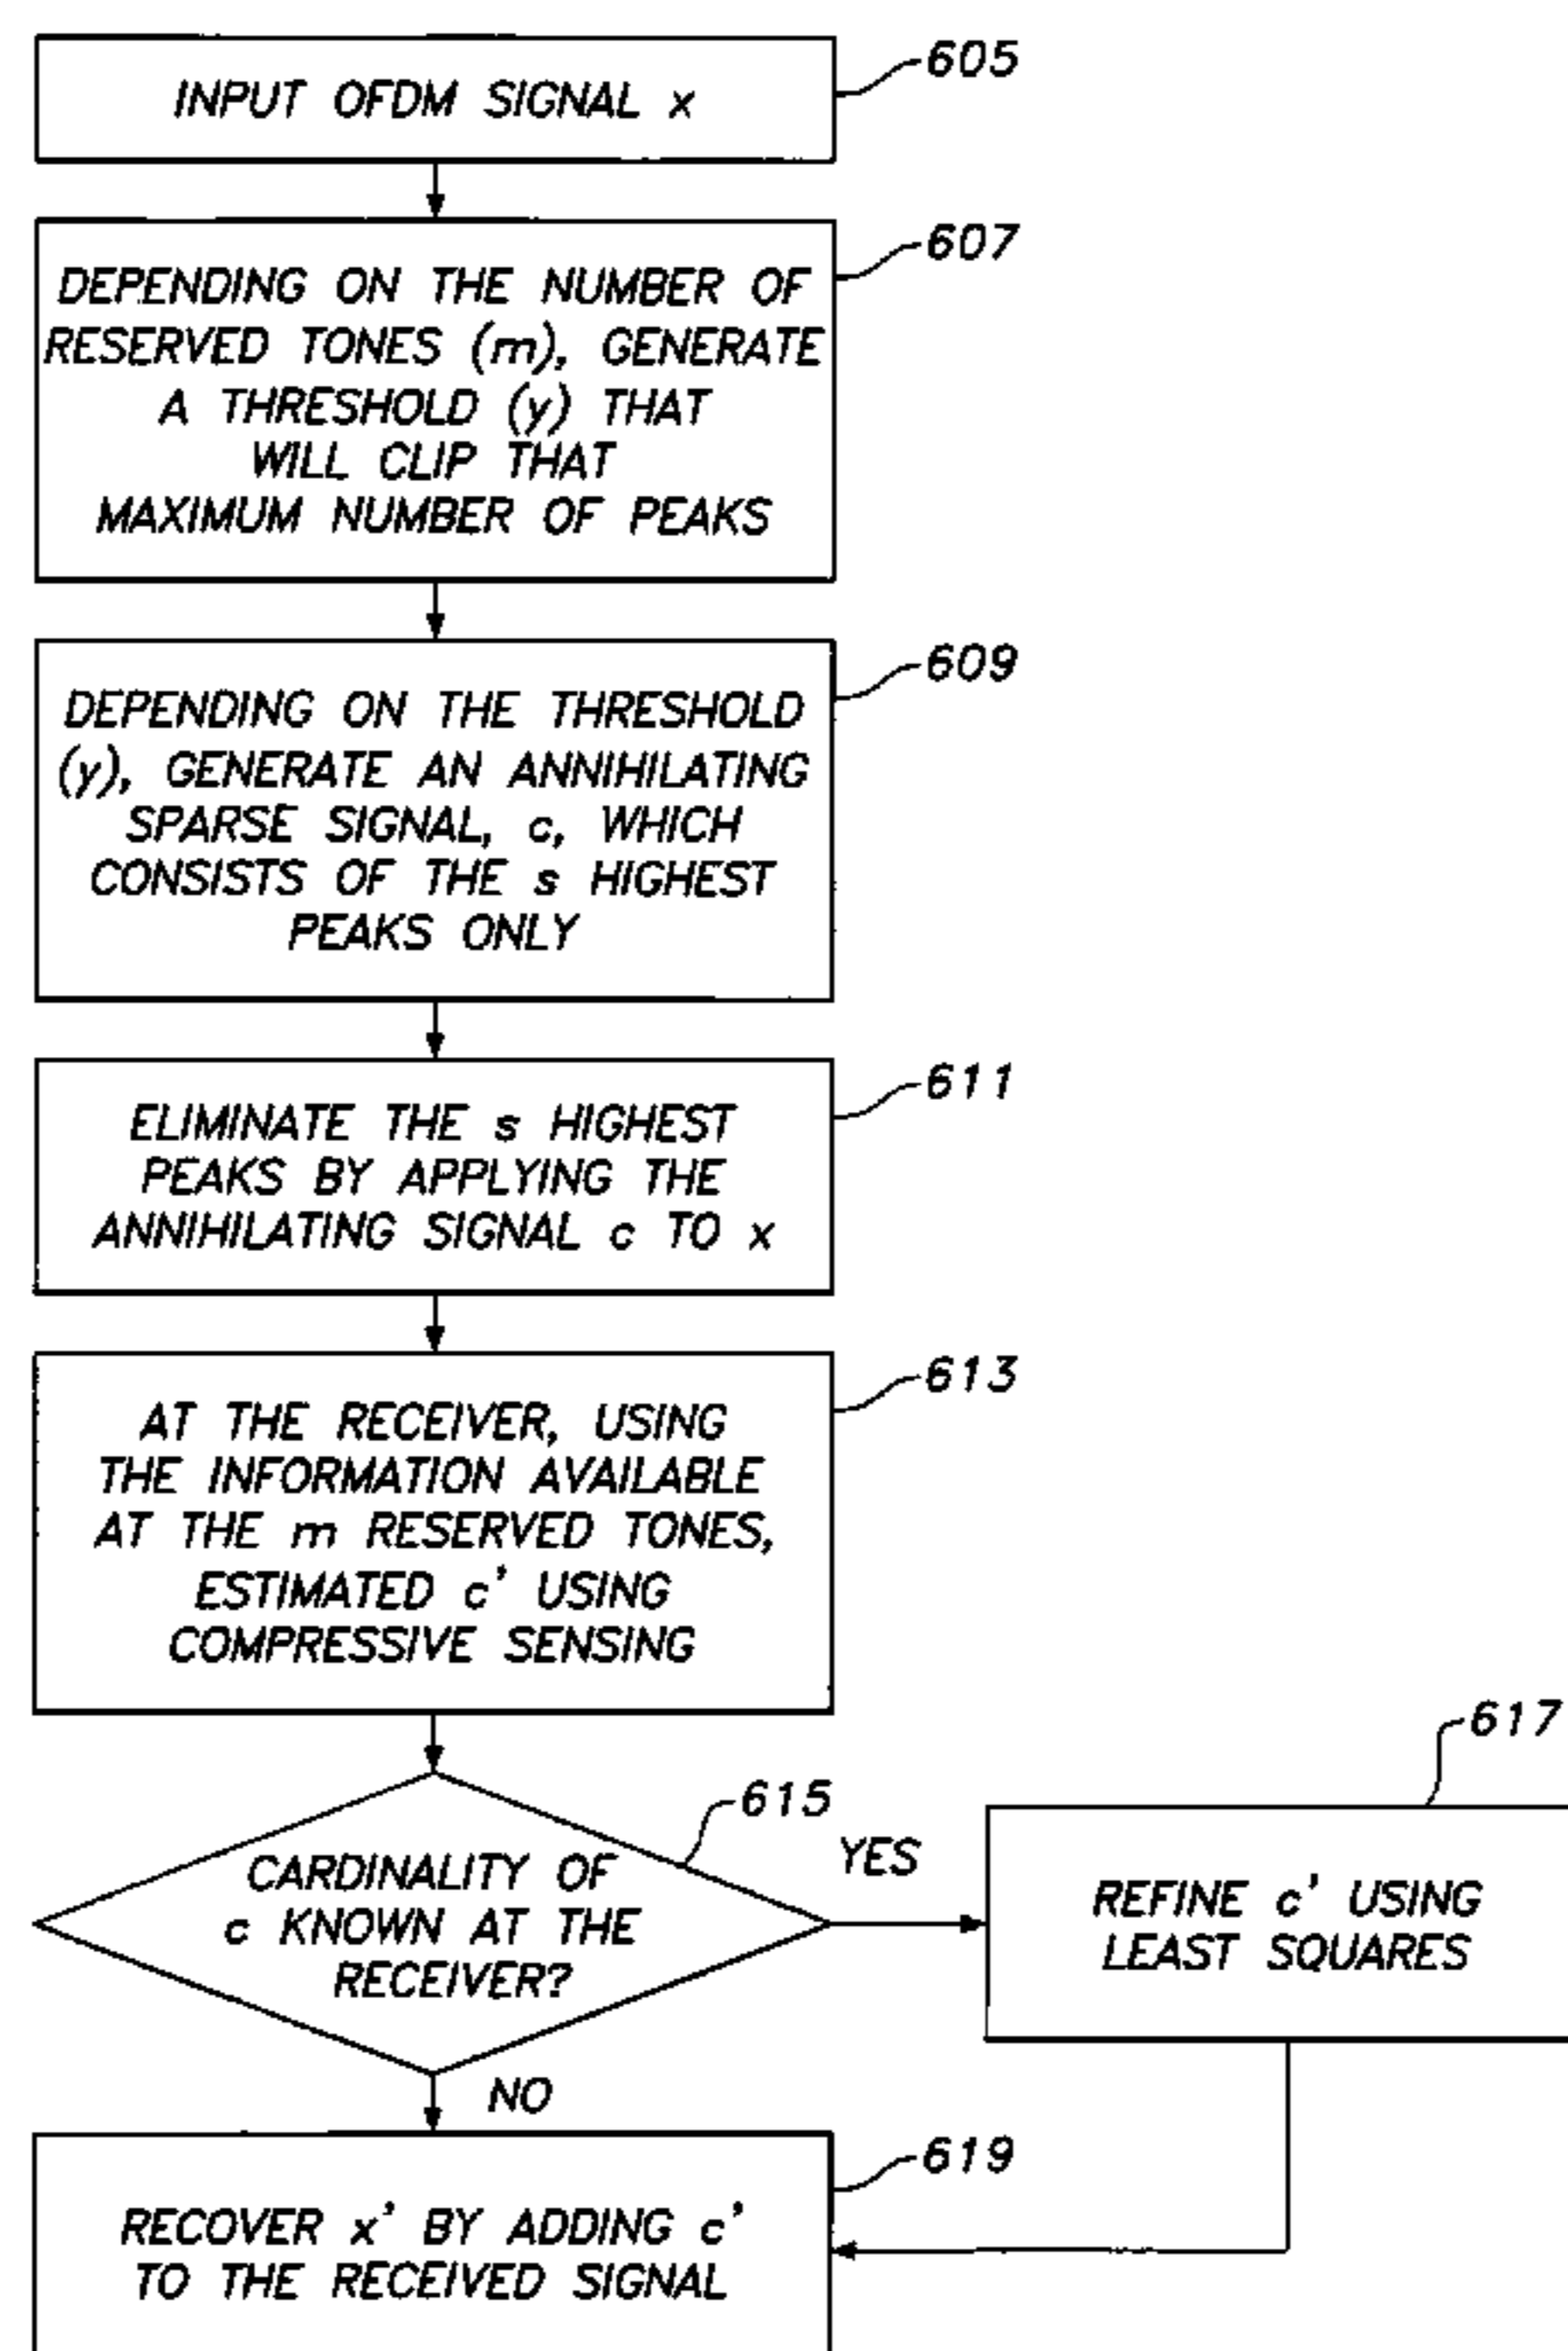 605
INPUT OFDM SIGNAL x
607
DEPENDING ON THE NUMBER OF
RESERVED TONES (m), GENERATE
A THRESHOLD (y) THAT
WILL CLIP THAT
MAXIMUM NUMBER OF PEAKS
609
DEPENDING ON THE THRESHOLD
(y), GENERATE AN ANNIHILATING
SPARSE SIGNAL, c, WHICH
CONSISTS OF THE s HIGHEST
PEAKS ONLY
611
ELIMINATE THE s HIGHEST
PEAKS BY APPLYING THE
ANNIHILATING SIGNAL c TO x
613
AT THE RECEIVER, USING
THE INFORMATION AVAILABLE
AT THE m RESERVED TONES,
ESTIMATED c' USING
COMPRESSIVE SENSING
615
CARDINALITY OF
c KNOWN AT THE
RECEIVER?
YES
617
REFINE c' USING
LEAST SQUARES
NO
619
RECOVER x' BY ADDING c'
TO THE RECEIVED SIGNAL